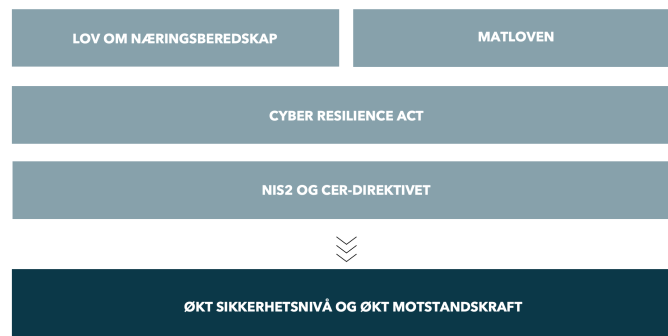 LOV OM NÆRINGSBEREDSKAP
MATLOVEN
CYBER RESILIENCE ACT
NIS2 OG CER-DIREKTIVET
ØKT SIKKERHETSNIVÅ OG ØKT MOTSTANDSKRAFT